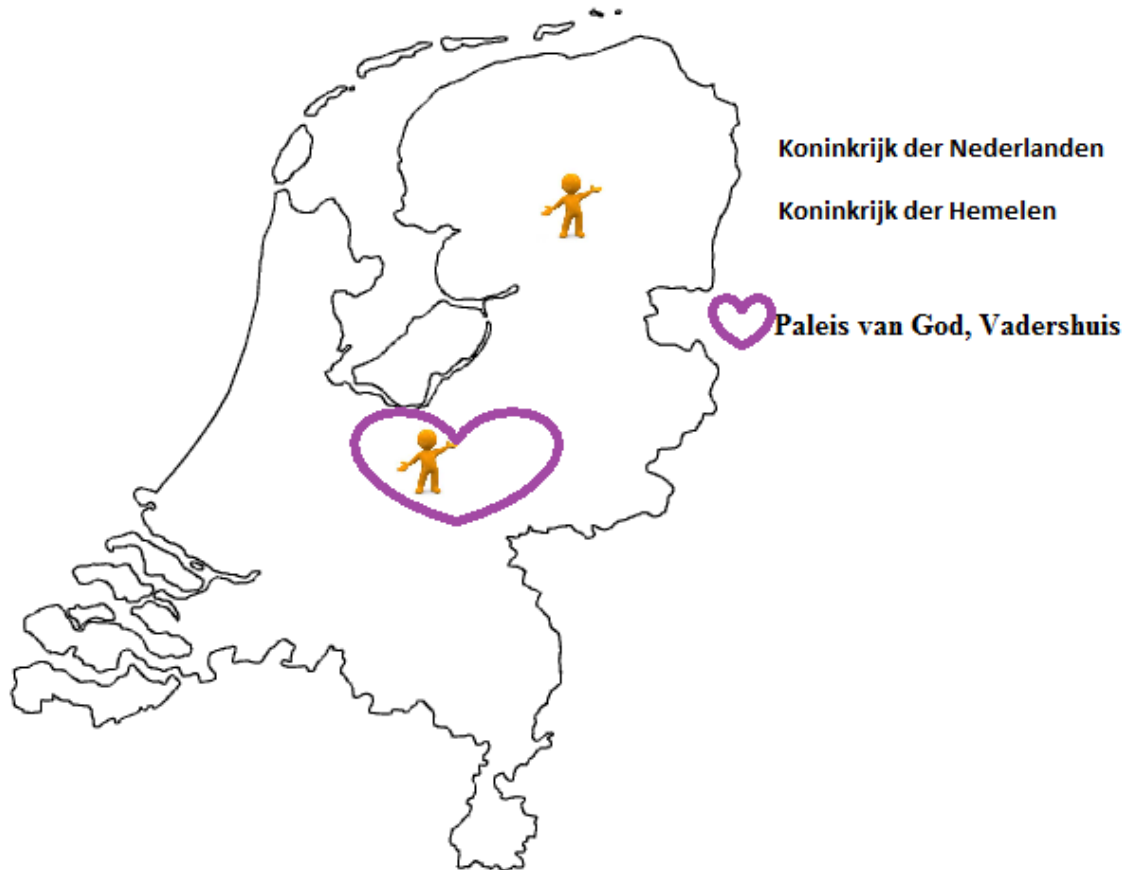 Koninkrijk der Nederlanden
Koninkrijk der Hemelen
Paleis van God, Vadershuis